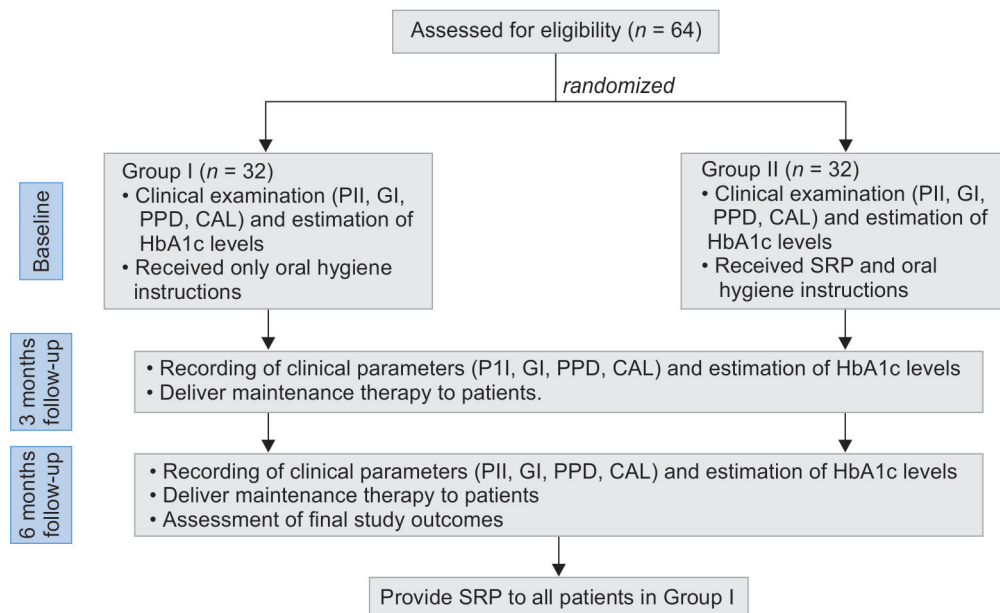 Assessed for eligibility (n = 64)
randomized
Group I (n = 32)
• Clinical examination (PII, GI,
PPD, CAL) and estimation of
HbA1c levels
• Received only oral hygiene
instructions
Group II (n = 32)
• Clinical examination (PII, GI,
PPD, CAL) and estimation of
HbA1c levels
• Received SRP and oral
hygiene instructions
Baseline
3 months
follow-up
• Recording of clinical parameters (P1I, GI, PPD, CAL) and estimation of HbA1c levels
• Deliver maintenance therapy to patients.
6 months
follow-up
• Recording of clinical parameters (PII, GI, PPD, CAL) and estimation of HbA1c levels
• Deliver maintenance therapy to patients
• Assessment of final study outcomes
Provide SRP to all patients in Group I